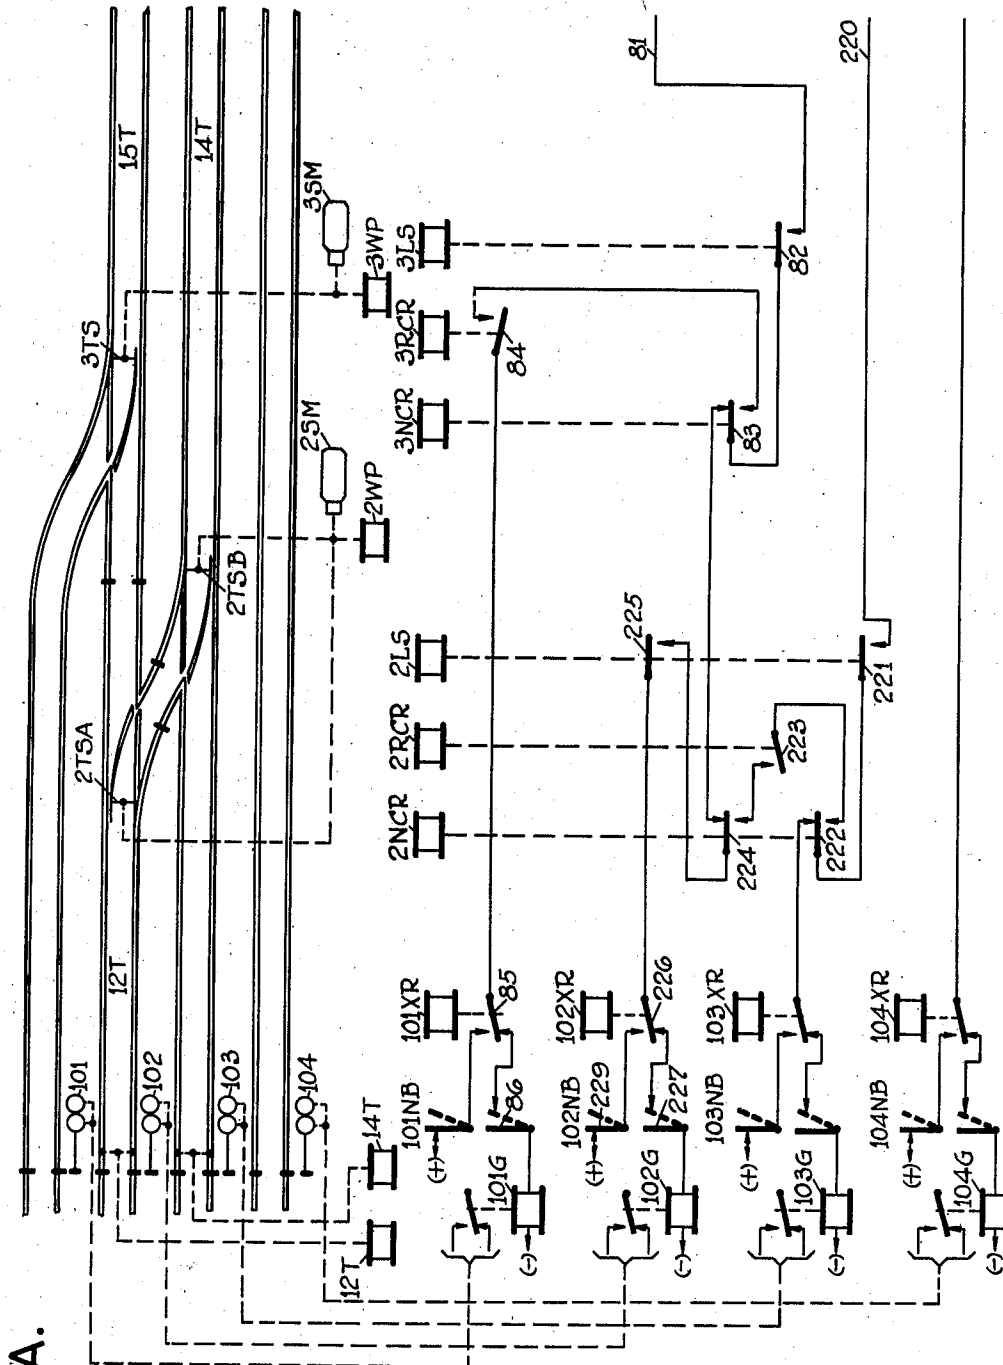 A.
15T
14T
12T
3TS
2TSA
2TSB
3SM
2SM
3WP
2WP
101
102
103
104
14T
12T
3LS
3RCR
3NCR
2LS
2RCR
2NCR
81
82
83
84
85
86
220
221
222
223
224
225
226
227
229
101XR
102XR
103XR
104XR
101NB
102NB
103NB
104NB
(+)
(+)
(+)
(+)
101G
102G
103G
104G
(-)
(-)
(-)
(-)